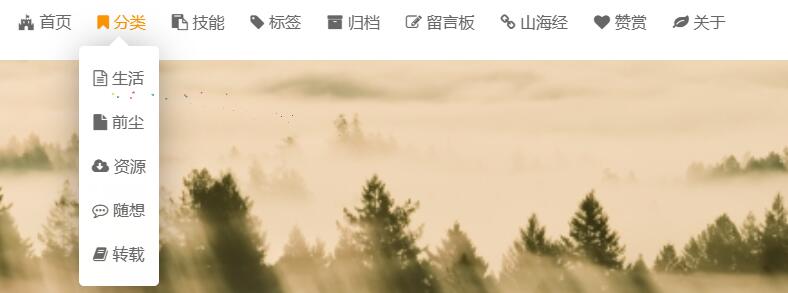 首页 分类 技能 标签 归档 留言板 山海经 赞赏 关于
生活
前尘
资源
随想
转载